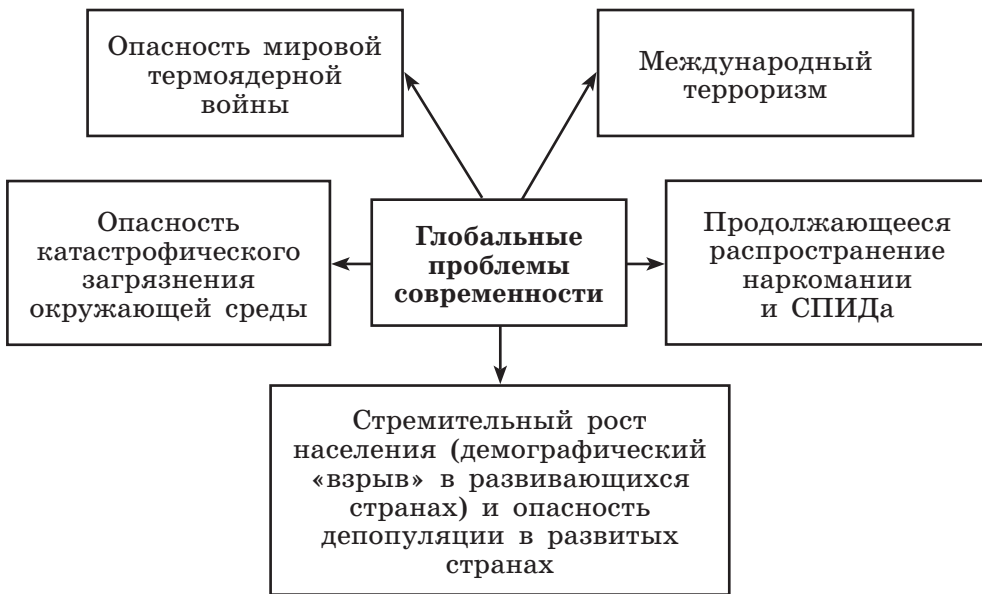 Опасность мировой
термоядерной
войны
Международный
терроризм
Опасность
катастрофического
загрязнения
окружающей среды
Глобальные
проблемы
современности
Продолжающееся
распространение
наркомании
и СПИДа
Стремительный рост
населения (демографический
«взрыв» в развивающихся
странах) и опасность
депопуляции в развитых
странах